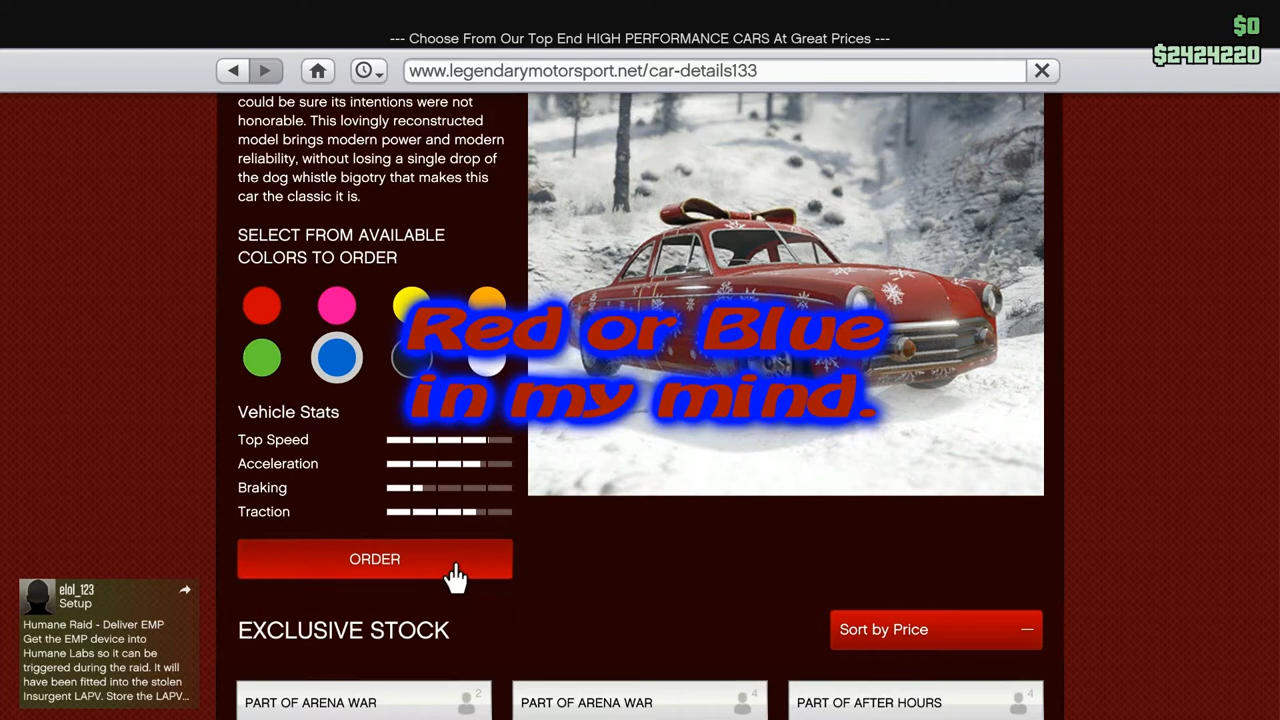 $0
$2424220
--- Choose From Our Top End HIGH PERFORMANCE CARS At Great Prices ---
www.legendarymotorsport.net/car-details133
could be sure its intentions were not
honorable. This lovingly reconstructed
model brings modern power and modern
reliability, without losing a single drop of
the dog whistle bigotry that makes this
car the classic it is.
SELECT FROM AVAILABLE
COLORS TO ORDER
Red or Blue
in my mind.
Vehicle Stats
Top Speed
Acceleration
Braking
Traction
ORDER
elol_123
Setup
Humane Raid - Deliver EMP
Get the EMP device into
Humane Labs so it can be
triggered during the raid. It will
have been fitted into the stolen
Insurgent LAPV. Store the LAPV...
EXCLUSIVE STOCK
Sort by Price
PART OF ARENA WAR 2
PART OF ARENA WAR 4
PART OF AFTER HOURS 4